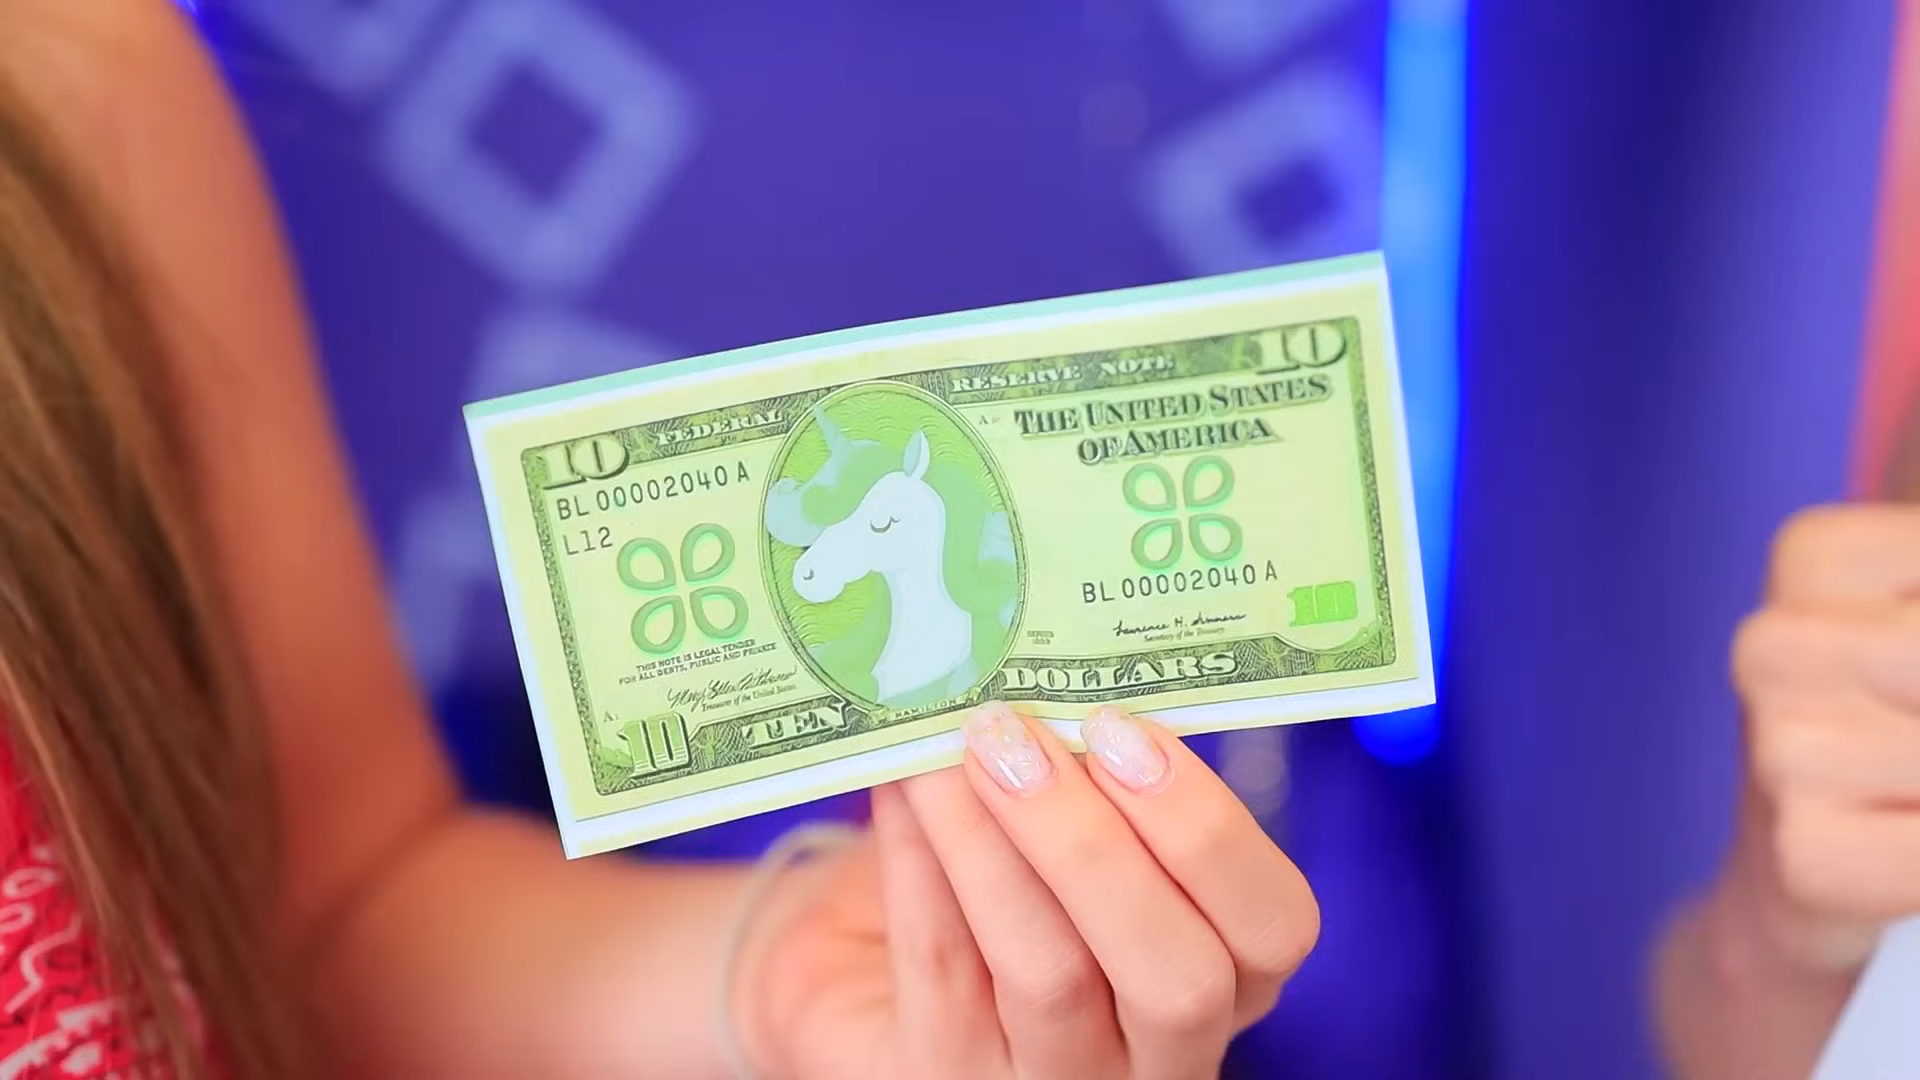 10 FEDERAL RESERVE NOTE 10
THE UNITED STATES
OF AMERICA
BL 00002040 A
L12
BL 00002040 A
THIS NOTE IS LEGAL TENDER
FOR ALL DEBTS, PUBLIC AND PRIVATE
Treasurer of the United States.
Secretary of the Treasury.
10
10
TEN DOLLARS
HAMILTON